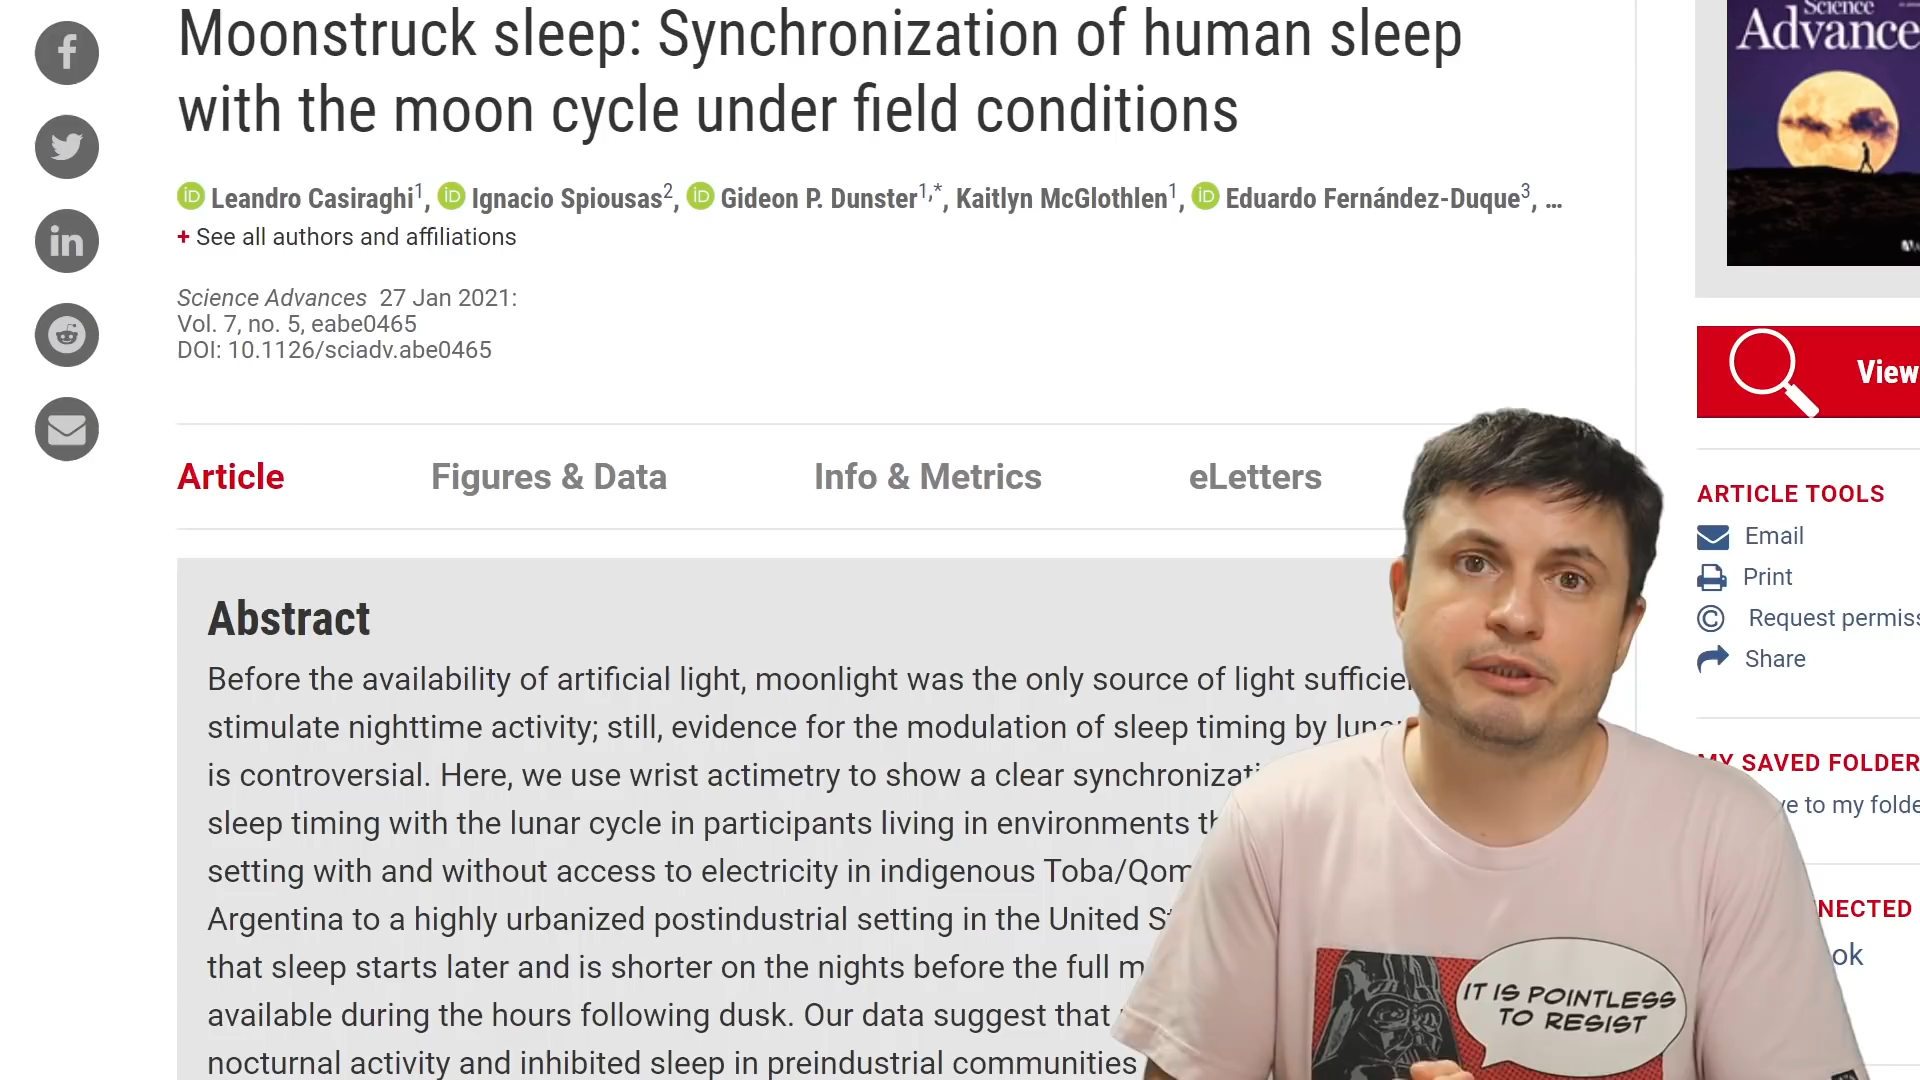 Moonstruck sleep: Synchronization of human sleep
with the moon cycle under field conditions
iD Leandro Casiraghi1, iD Ignacio Spiousas2, iD Gideon P. Dunster1,*, Kaitlyn McGlothlen1, iD Eduardo Fernández-Duque3, ...
+ See all authors and affiliations
Science Advances 27 Jan 2021:
Vol. 7, no. 5, eabe0465
DOI: 10.1126/sciadv.abe0465
Article Figures & Data Info & Metrics eLetters
Abstract
Before the availability of artificial light, moonlight was the only source of light
stimulate nighttime activity; still, evidence for the modulation of sleep timing by
is controversial. Here, we use wrist actimetry to show a clear
sleep timing with the lunar cycle in participants living in environments
setting with and without access to electricity in indigenous Toba/Qom
Argentina to a highly urbanized postindustrial setting in the United
that sleep starts later and is shorter on the nights before the full
available during the hours following dusk. Our data suggest that
nocturnal activity and inhibited sleep in preindustrial communities
Science
Advance
View
ARTICLE TOOLS
Email
Print
© Request permiss
Share
MY SAVED FOLDER
to my folde
NECTED
ok
IT IS POINTLESS
TO RESIST
f
in